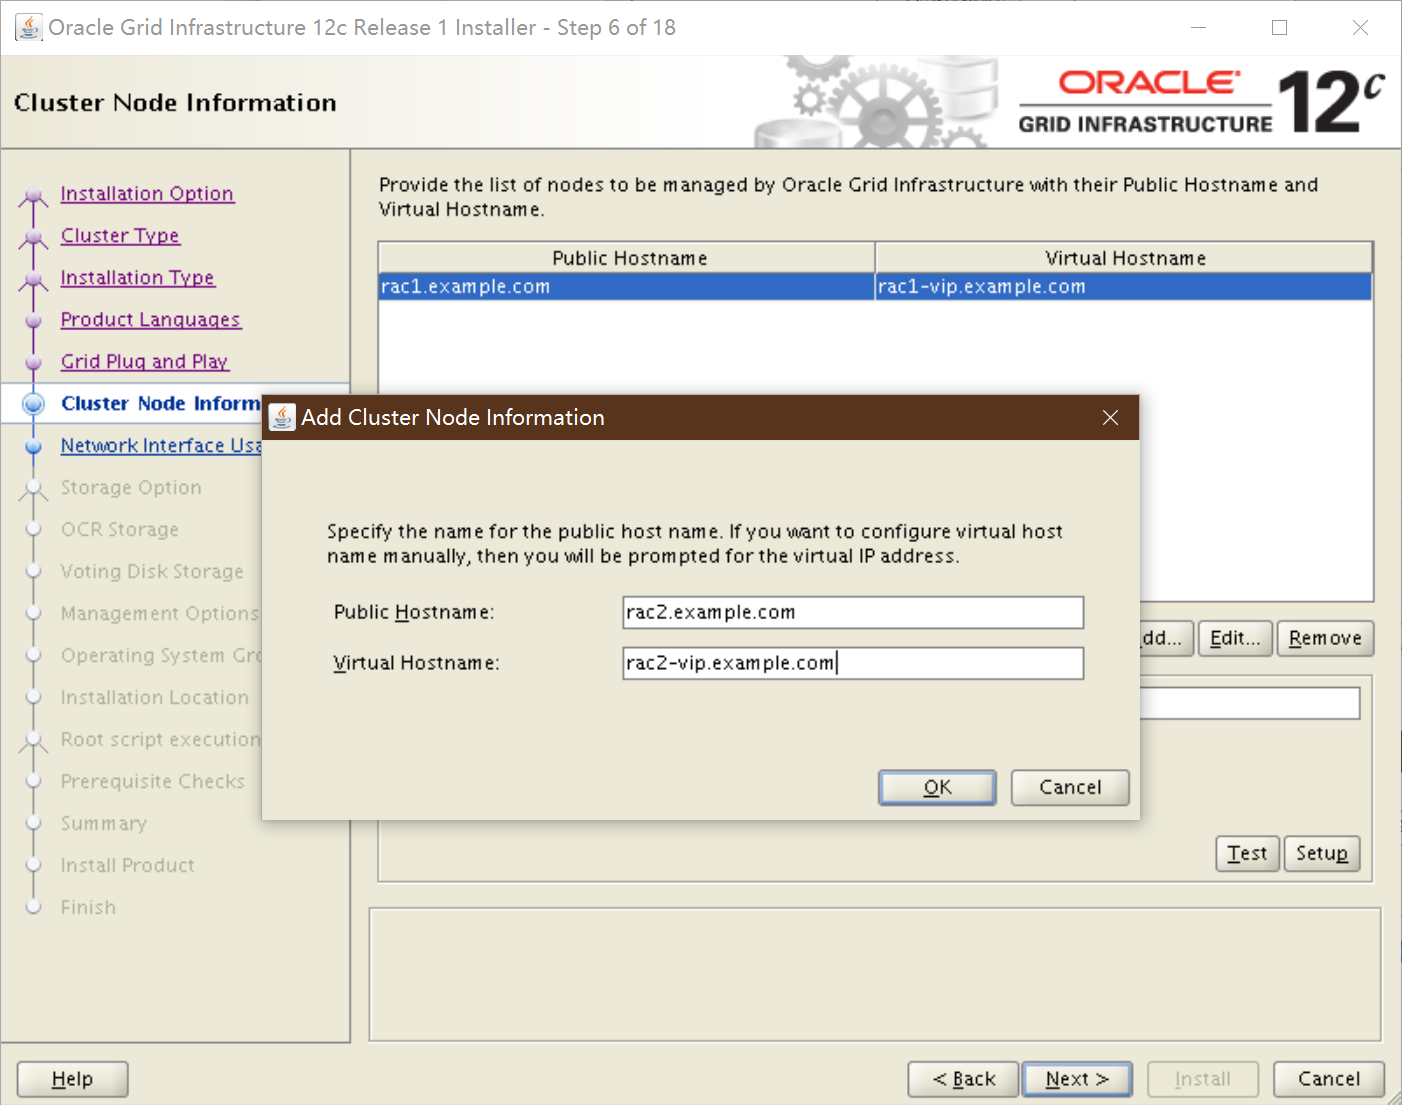 Oracle Grid Infrastructure 12c Release 1 Installer - Step 6 of 18
Cluster Node Information
ORACLE
GRID INFRASTRUCTURE
12c
Installation Option
Cluster Type
Installation Type
Product Languages
Grid Plug and Play
Cluster Node Inform
Network Interface Usa
Storage Option
OCR Storage
Voting Disk Storage
Management Options
Operating System Gro
Installation Location
Root script execution
Prerequisite Checks
Summary
Install Product
Finish
Provide the list of nodes to be managed by Oracle Grid Infrastructure with their Public Hostname and
Virtual Hostname.
Public Hostname Virtual Hostname
rac1.example.com rac1-vip.example.com
Add Cluster Node Information
Specify the name for the public host name. If you want to configure virtual host
name manually, then you will be prompted for the virtual IP address.
Public Hostname: rac2.example.com
Virtual Hostname: rac2-vip.example.com
OK Cancel
dd... Edit... Remove
Test Setup
Help < Back Next > Install Cancel